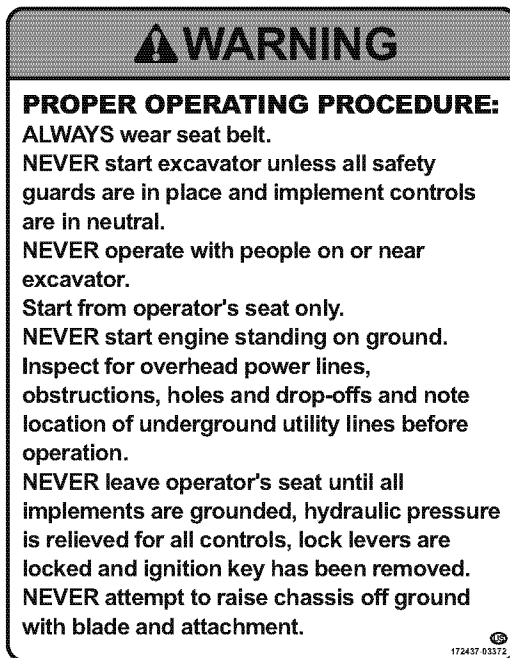 WARNING
PROPER OPERATING PROCEDURE:
ALWAYS wear seat belt.
NEVER start excavator unless all safety
guards are in place and implement controls
are in neutral.
NEVER operate with people on or near
excavator.
Start from operator's seat only.
NEVER start engine standing on ground.
Inspect for overhead power lines,
obstructions, holes and drop-offs and note
location of underground utility lines before
operation.
NEVER leave operator's seat until all
implements are grounded, hydraulic pressure
is relieved for all controls, lock levers are
locked and ignition key has been removed.
NEVER attempt to raise chassis off ground
with blade and attachment.
US
172437-03372